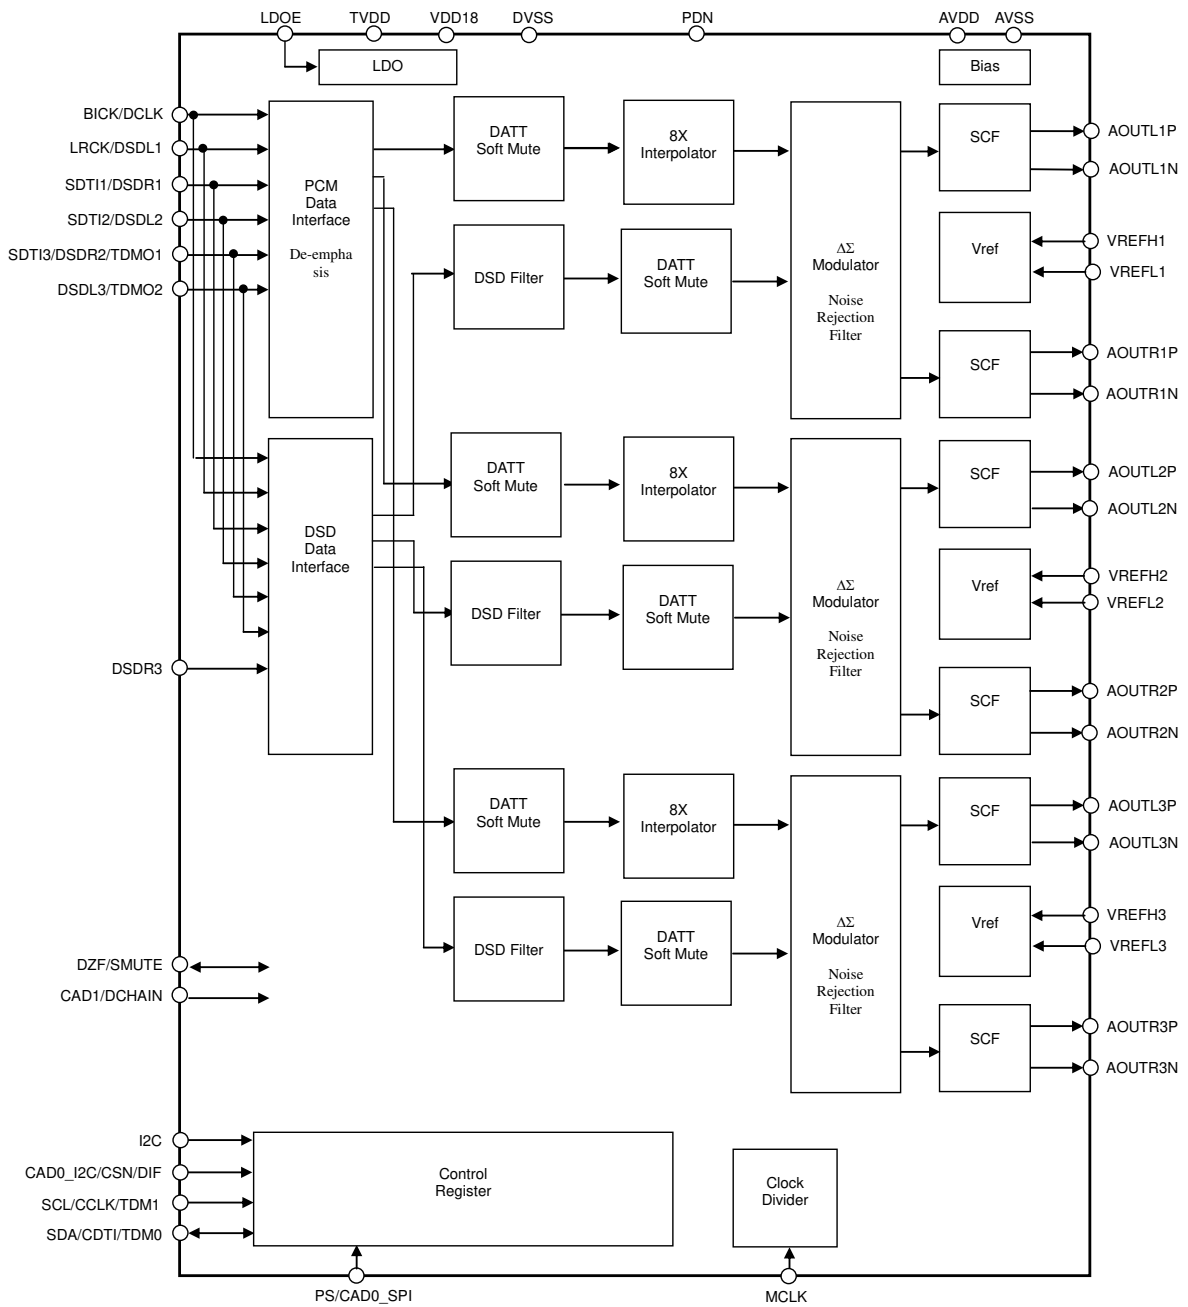 LDOE
TVDD
VDD18
DVSS
PDN
AVDD
AVSS
LDO
Bias
BICK/DCLK
LRCK/DSDL1
SDTI1/DSDR1
SDTI2/DSDL2
SDTI3/DSDR2/TDMO1
DSDL3/TDMO2
PCM
Data
Interface
De-empha
sis
DATT
Soft Mute
8X
Interpolator
DSD Filter
DATT
Soft Mute
ΔΣ
Modulator
Noise
Rejection
Filter
SCF
AOUTL1P
AOUTL1N
Vref
VREFH1
VREFL1
SCF
AOUTR1P
AOUTR1N
DSD
Data
Interface
DSDR3
DATT
Soft Mute
8X
Interpolator
DSD Filter
DATT
Soft Mute
ΔΣ
Modulator
Noise
Rejection
Filter
SCF
AOUTL2P
AOUTL2N
Vref
VREFH2
VREFL2
SCF
AOUTR2P
AOUTR2N
DATT
Soft Mute
8X
Interpolator
DSD Filter
DATT
Soft Mute
ΔΣ
Modulator
Noise
Rejection
Filter
SCF
AOUTL3P
AOUTL3N
Vref
VREFH3
VREFL3
SCF
AOUTR3P
AOUTR3N
DZF/SMUTE
CAD1/DCHAIN
I2C
CAD0_I2C/CSN/DIF
SCL/CCLK/TDM1
SDA/CDTI/TDM0
Control
Register
Clock
Divider
PS/CAD0_SPI
MCLK